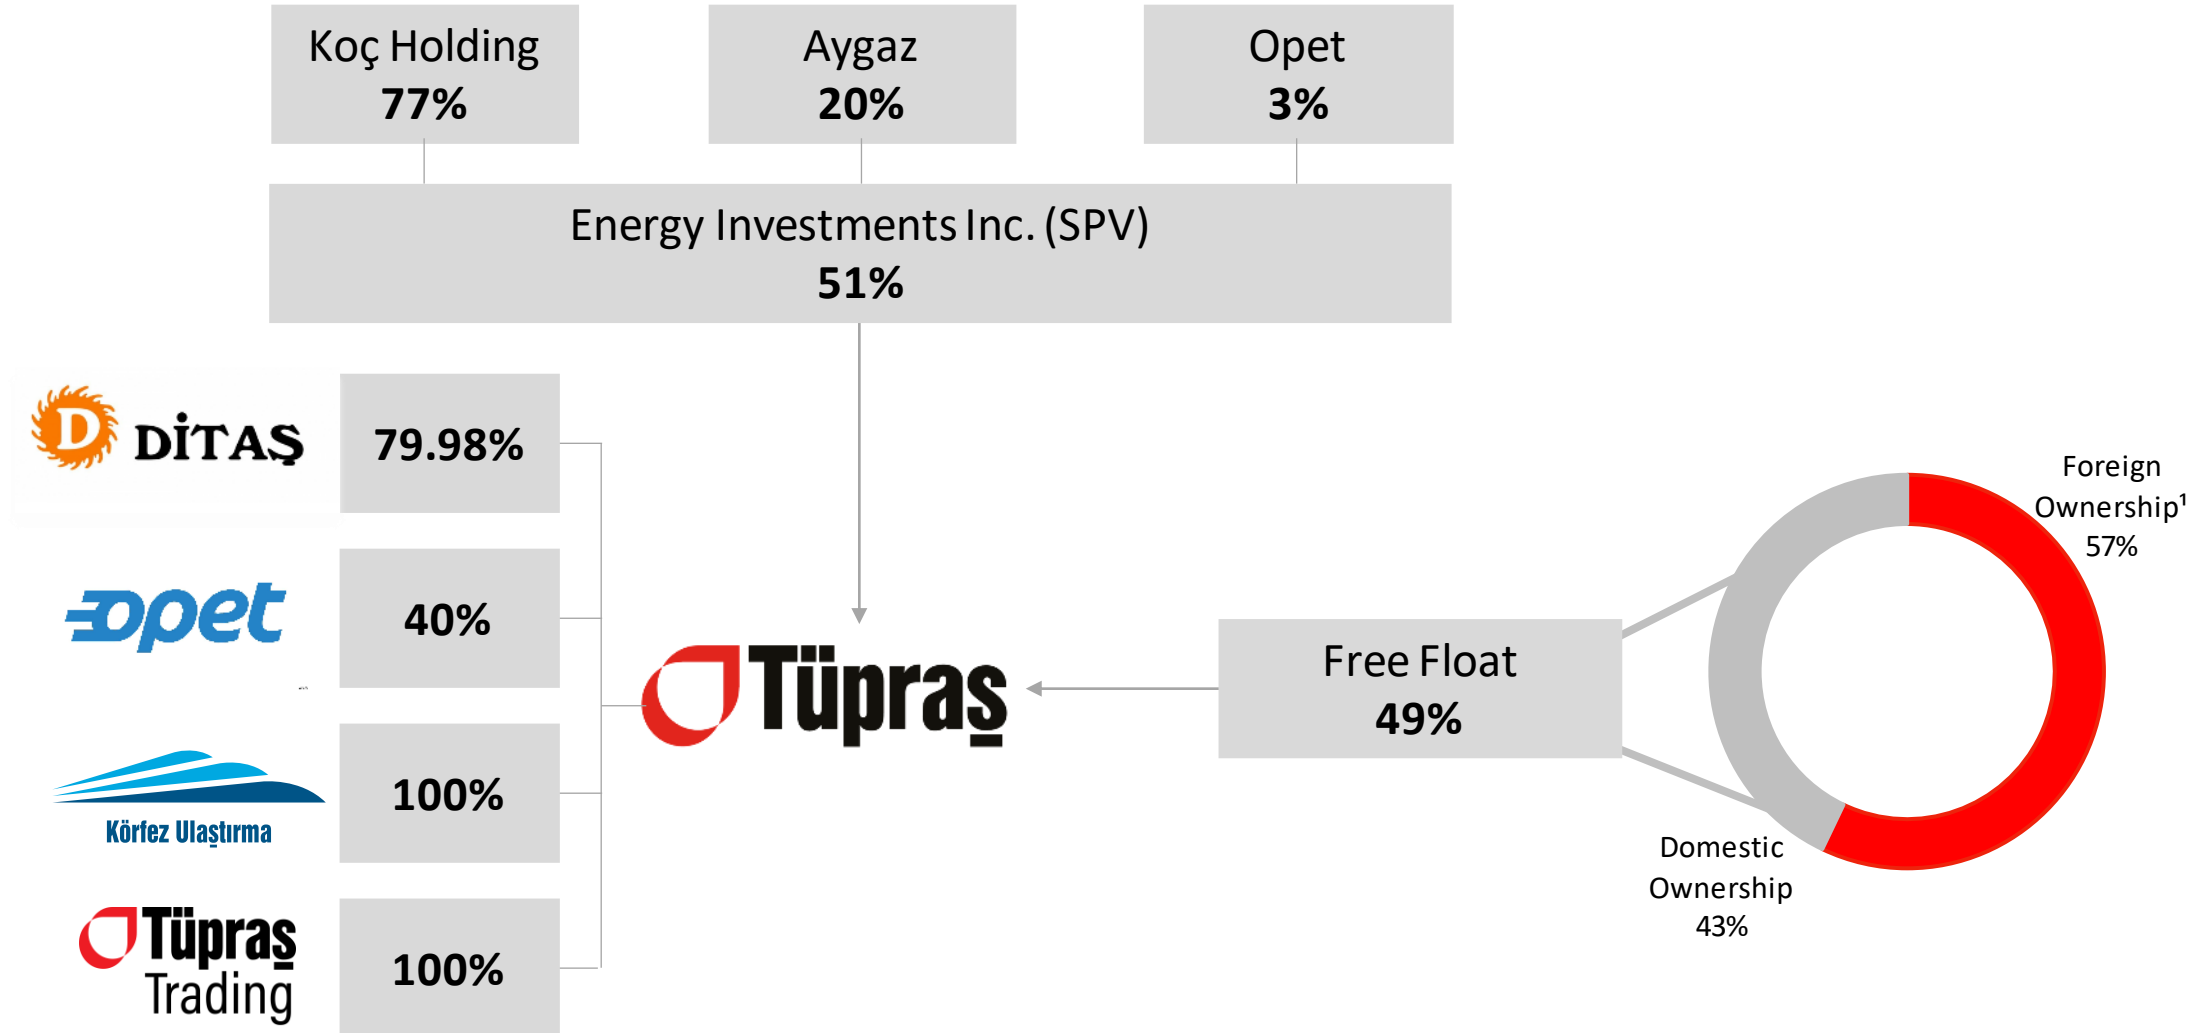 Koç Holding
77%
Aygaz
20%
Opet
3%
Energy Investments Inc. (SPV)
51%
D DİTAŞ
79.98%
opet
40%
Körfez Ulaştırma
100%
Tüpraş
Trading
100%
Tüpraş
Free Float
49%
Foreign
Ownership¹
57%
Domestic
Ownership
43%